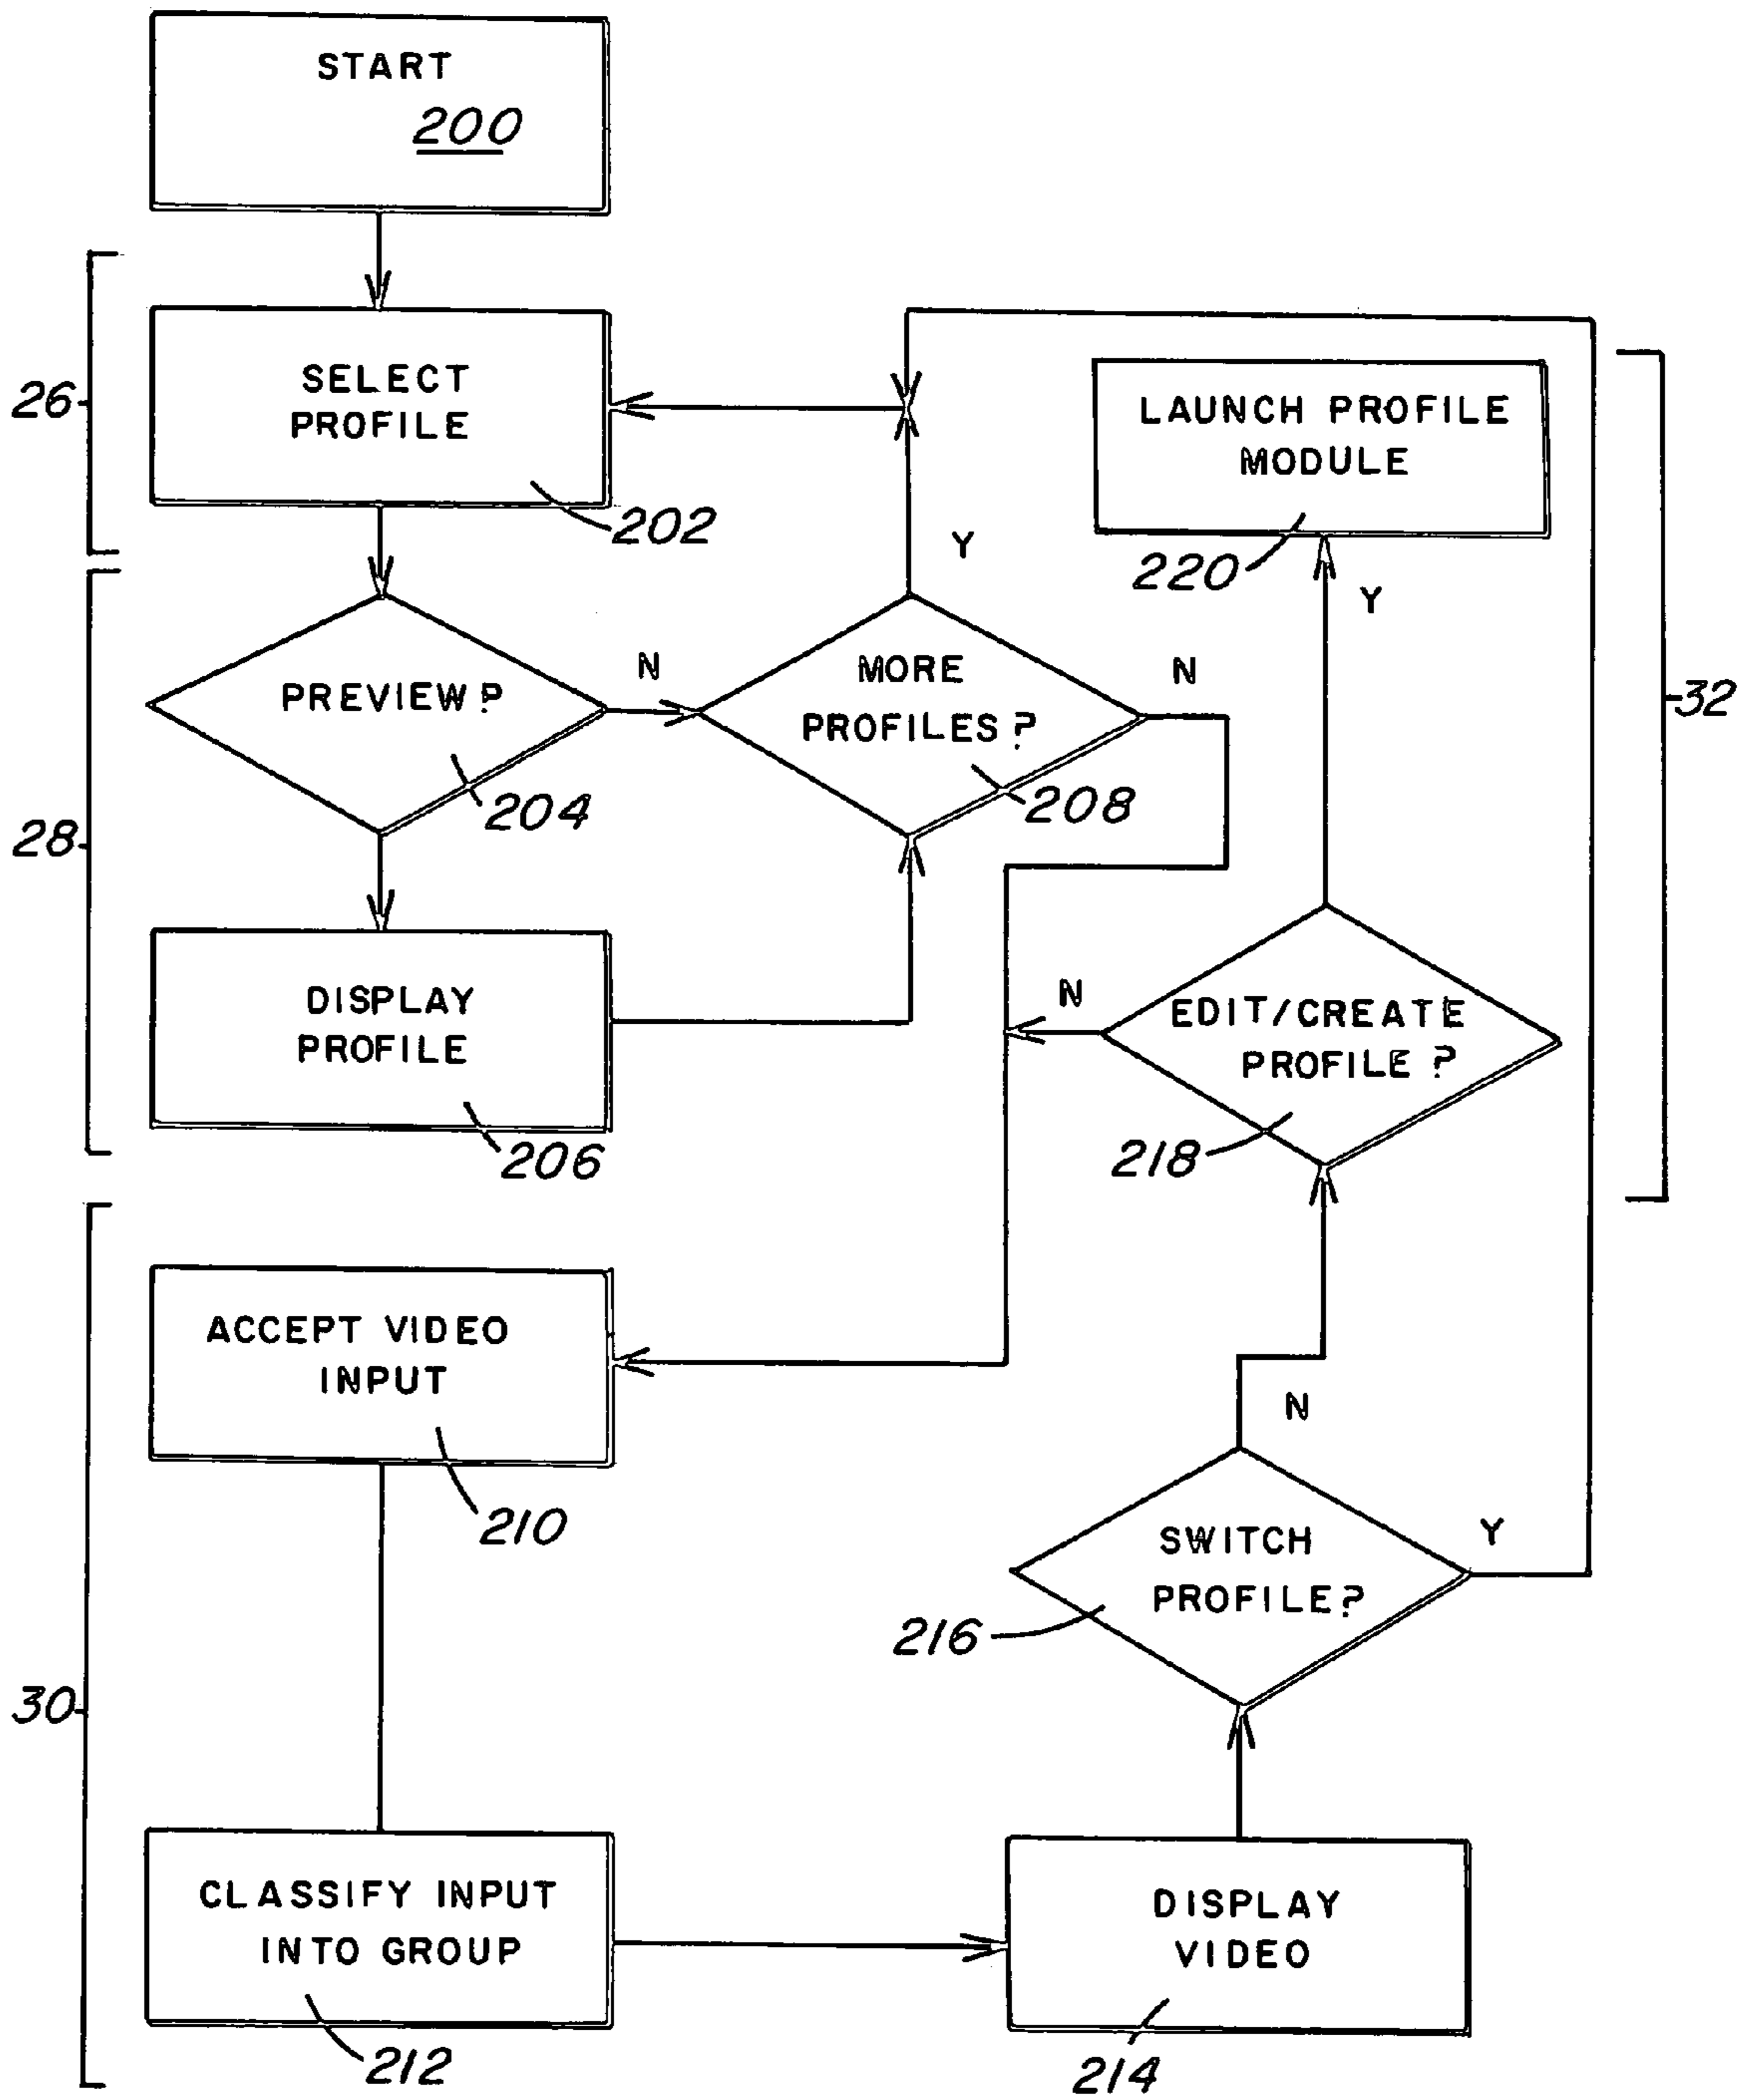 START
200
SELECT
PROFILE
202
26
LAUNCH PROFILE
MODULE
220
Y
Y
PREVIEW?
204
N
MORE
PROFILES?
208
N
32
28
DISPLAY
PROFILE
206
N
EDIT/CREATE
PROFILE?
218
ACCEPT VIDEO
INPUT
210
N
SWITCH
PROFILE?
216
Y
30
CLASSIFY INPUT
INTO GROUP
212
DISPLAY
VIDEO
214